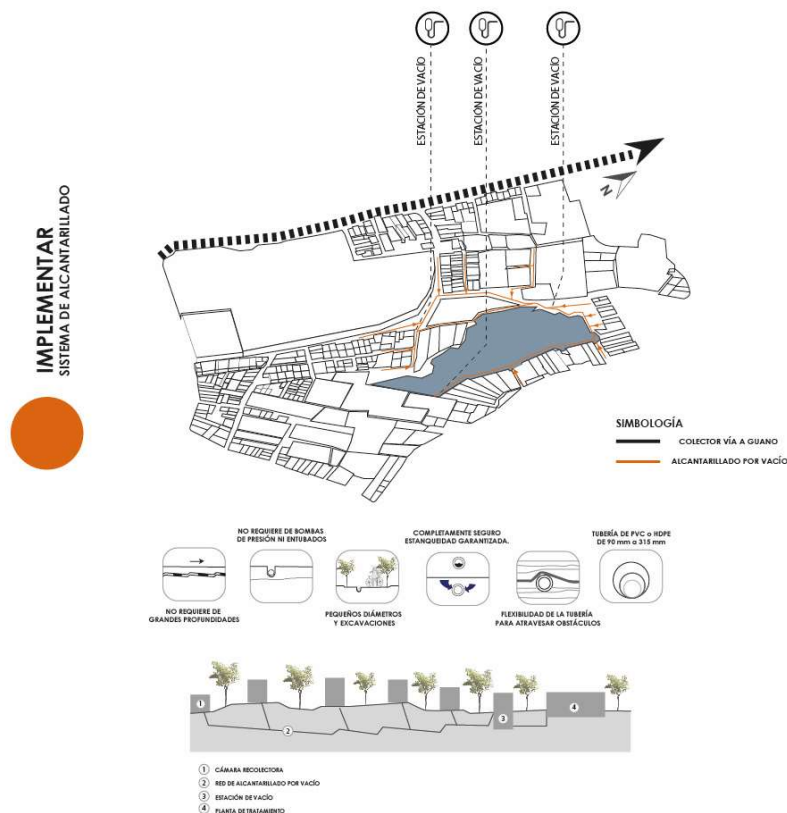 ESTACIÓN DE VACÍO
ESTACIÓN DE VACÍO
ESTACIÓN DE VACÍO
N
IMPLEMENTAR
SISTEMA DE ALCANTARILLADO
SIMBOLOGÍA
COLECTOR VÍA A GUANO
ALCANTARILLADO POR VACÍO
NO REQUIERE DE
GRANDES PROFUNDIDADES
NO REQUIERE DE BOMBAS
DE PRESIÓN NI ENTUBADOS
PEQUEÑOS DIÁMETROS
Y EXCAVACIONES
COMPLETAMENTE SEGURO
ESTANQUEIDAD GARANTIZADA.
FLEXIBILIDAD DE LA TUBERÍA
PARA ATRAVESAR OBSTÁCULOS
TUBERÍA DE PVC o HDPE
DE 90 mm a 315 mm
1
2
3
4
1 CÁMARA RECOLECTORA
2 RED DE ALCANTARILLADO POR VACÍO
3 ESTACIÓN DE VACÍO
4 PLANTA DE TRATAMIENTO